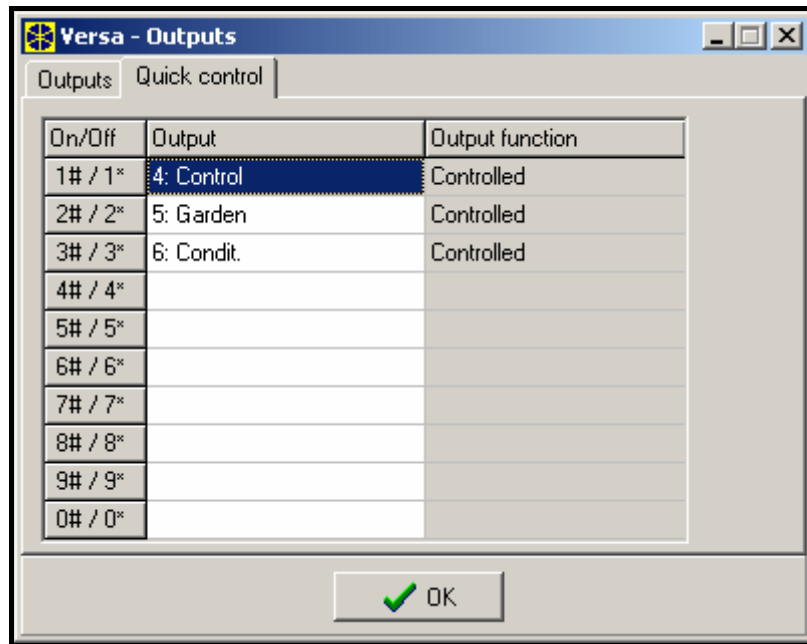 Versa - Outputs
Outputs Quick control
On/Off Output Output function
1# / 1* 4: Control Controlled
2# / 2* 5: Garden Controlled
3# / 3* 6: Condit. Controlled
4# / 4*
5# / 5*
6# / 6*
7# / 7*
8# / 8*
9# / 9*
0# / 0*
OK